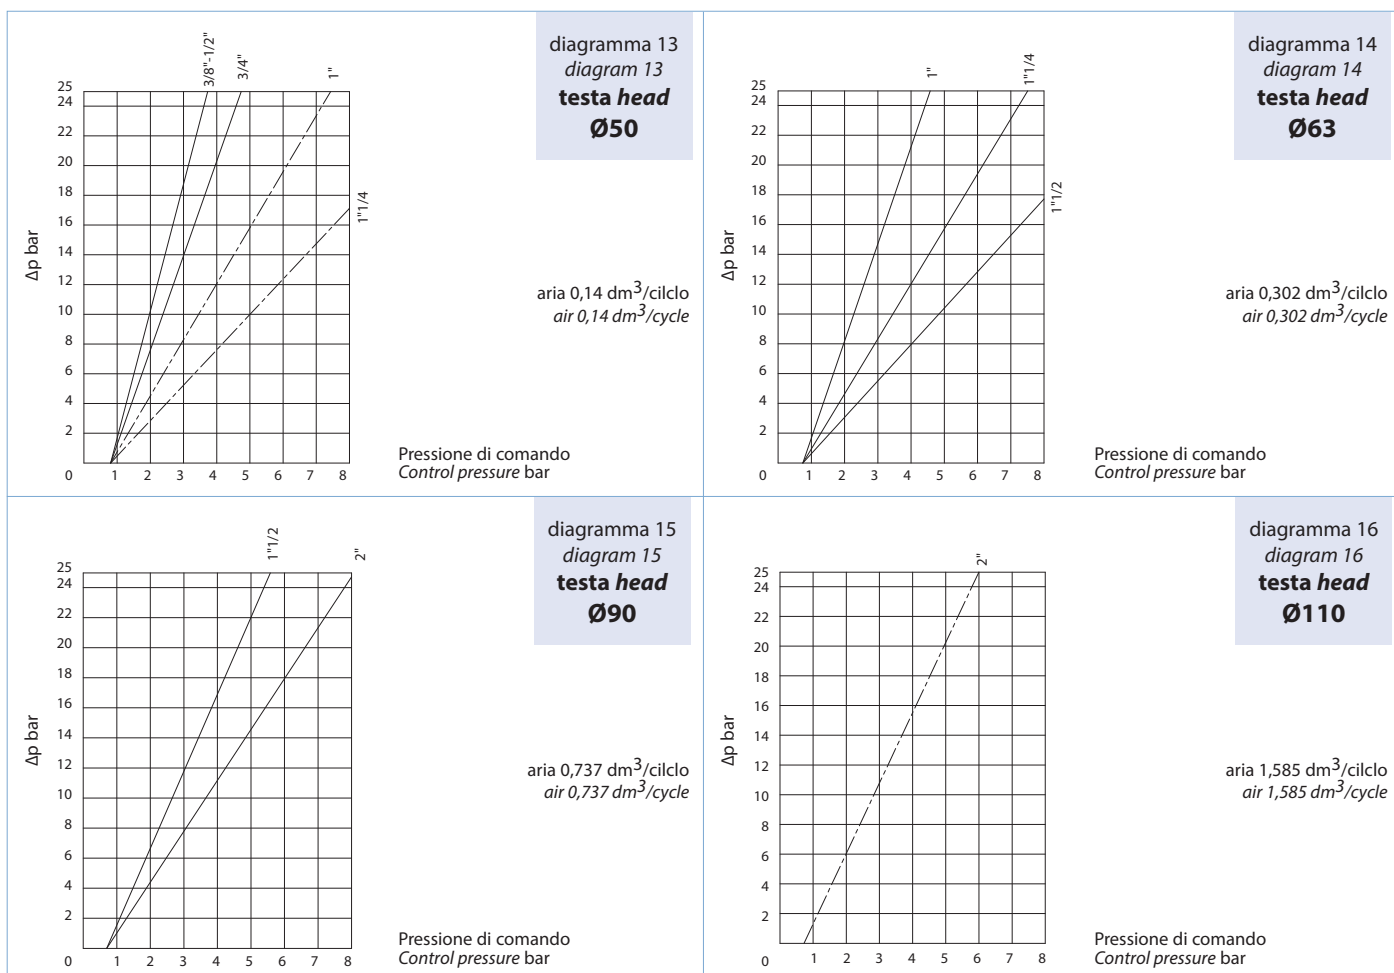 diagramma 13
diagram 13
testa head
Ø50
3/8"-1/2"
3/4"
1"
1"1/4
25
24
22
20
18
16
14
12
10
8
6
4
2
0 1 2 3 4 5 6 7 8
Δp bar
aria 0,14 dm3/cilclo
air 0,14 dm3/cycle
Pressione di comando
Control pressure bar
diagramma 14
diagram 14
testa head
Ø63
1"
1"1/4
1"1/2
25
24
22
20
18
16
14
12
10
8
6
4
2
0 1 2 3 4 5 6 7 8
Δp bar
aria 0,302 dm3/cilclo
air 0,302 dm3/cycle
Pressione di comando
Control pressure bar
diagramma 15
diagram 15
testa head
Ø90
1"1/2
2"
25
24
22
20
18
16
14
12
10
8
6
4
2
0 1 2 3 4 5 6 7 8
Δp bar
aria 0,737 dm3/cilclo
air 0,737 dm3/cycle
Pressione di comando
Control pressure bar
diagramma 16
diagram 16
testa head
Ø110
2"
25
24
22
20
18
16
14
12
10
8
6
4
2
0 1 2 3 4 5 6 7 8
Δp bar
aria 1,585 dm3/cilclo
air 1,585 dm3/cycle
Pressione di comando
Control pressure bar